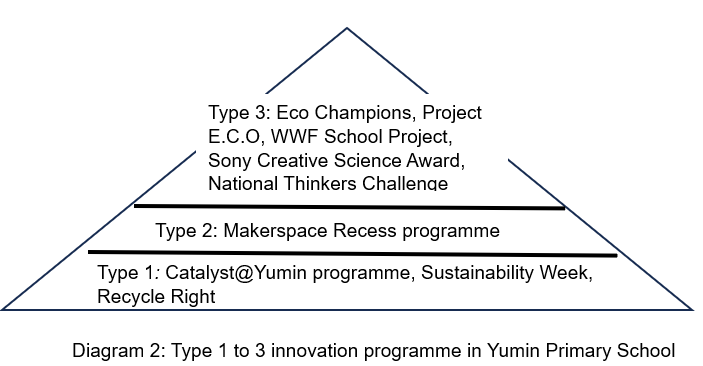 Type 3: Eco Champions, Project
E.C.O, WWF School Project,
Sony Creative Science Award,
National Thinkers Challenge
Type 2: Makerspace Recess programme
Type 1: Catalyst@Yumin programme, Sustainability Week,
Recycle Right
Diagram 2: Type 1 to 3 innovation programme in Yumin Primary School